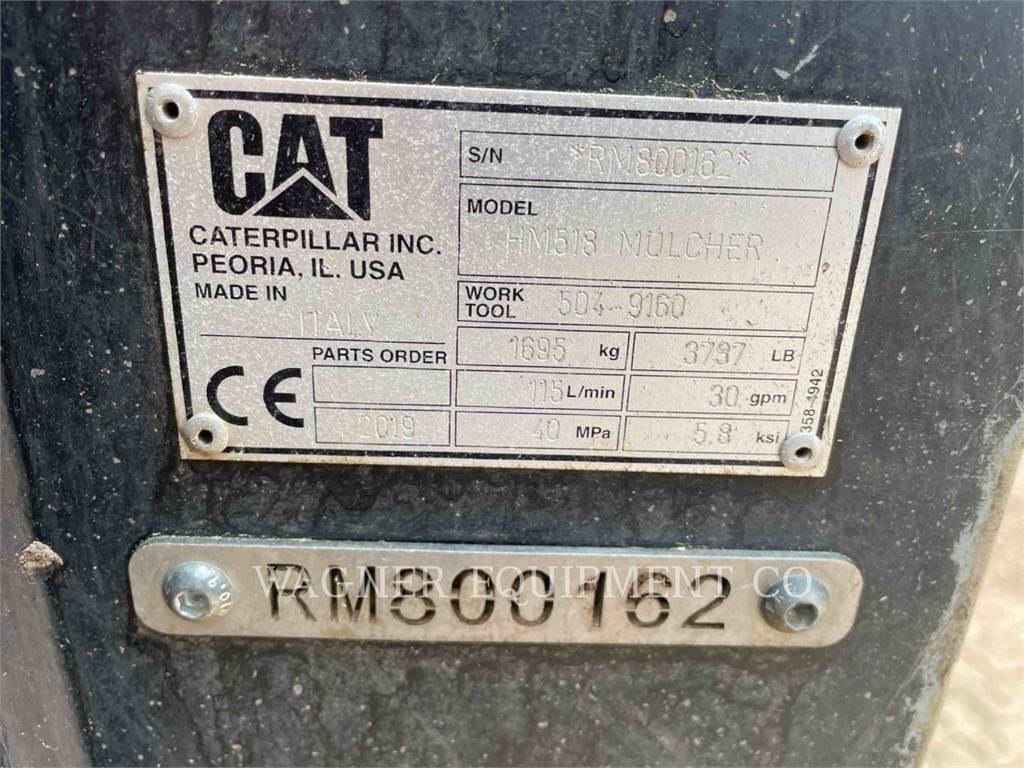 CAT
CATERPILLAR INC.
PEORIA, IL. USA
MADE IN
ITALY
PARTS ORDER
CE
2019
S/N *RM800162*
MODEL
HM518 MULCHER
WORK TOOL 504-9160
1695 kg 3737 LB
115 L/min 30 gpm
40 MPa 5.8 ksi
RM800162
WAGNER EQUIPMENT CO